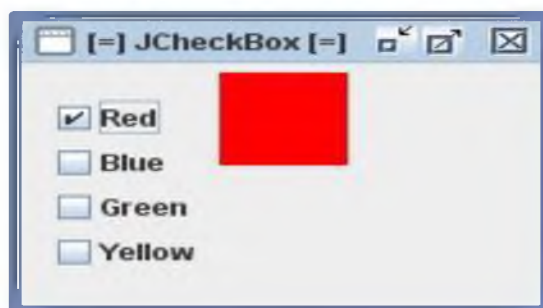 [=] JCheckBox [=]
Red
Blue
Green
Yellow